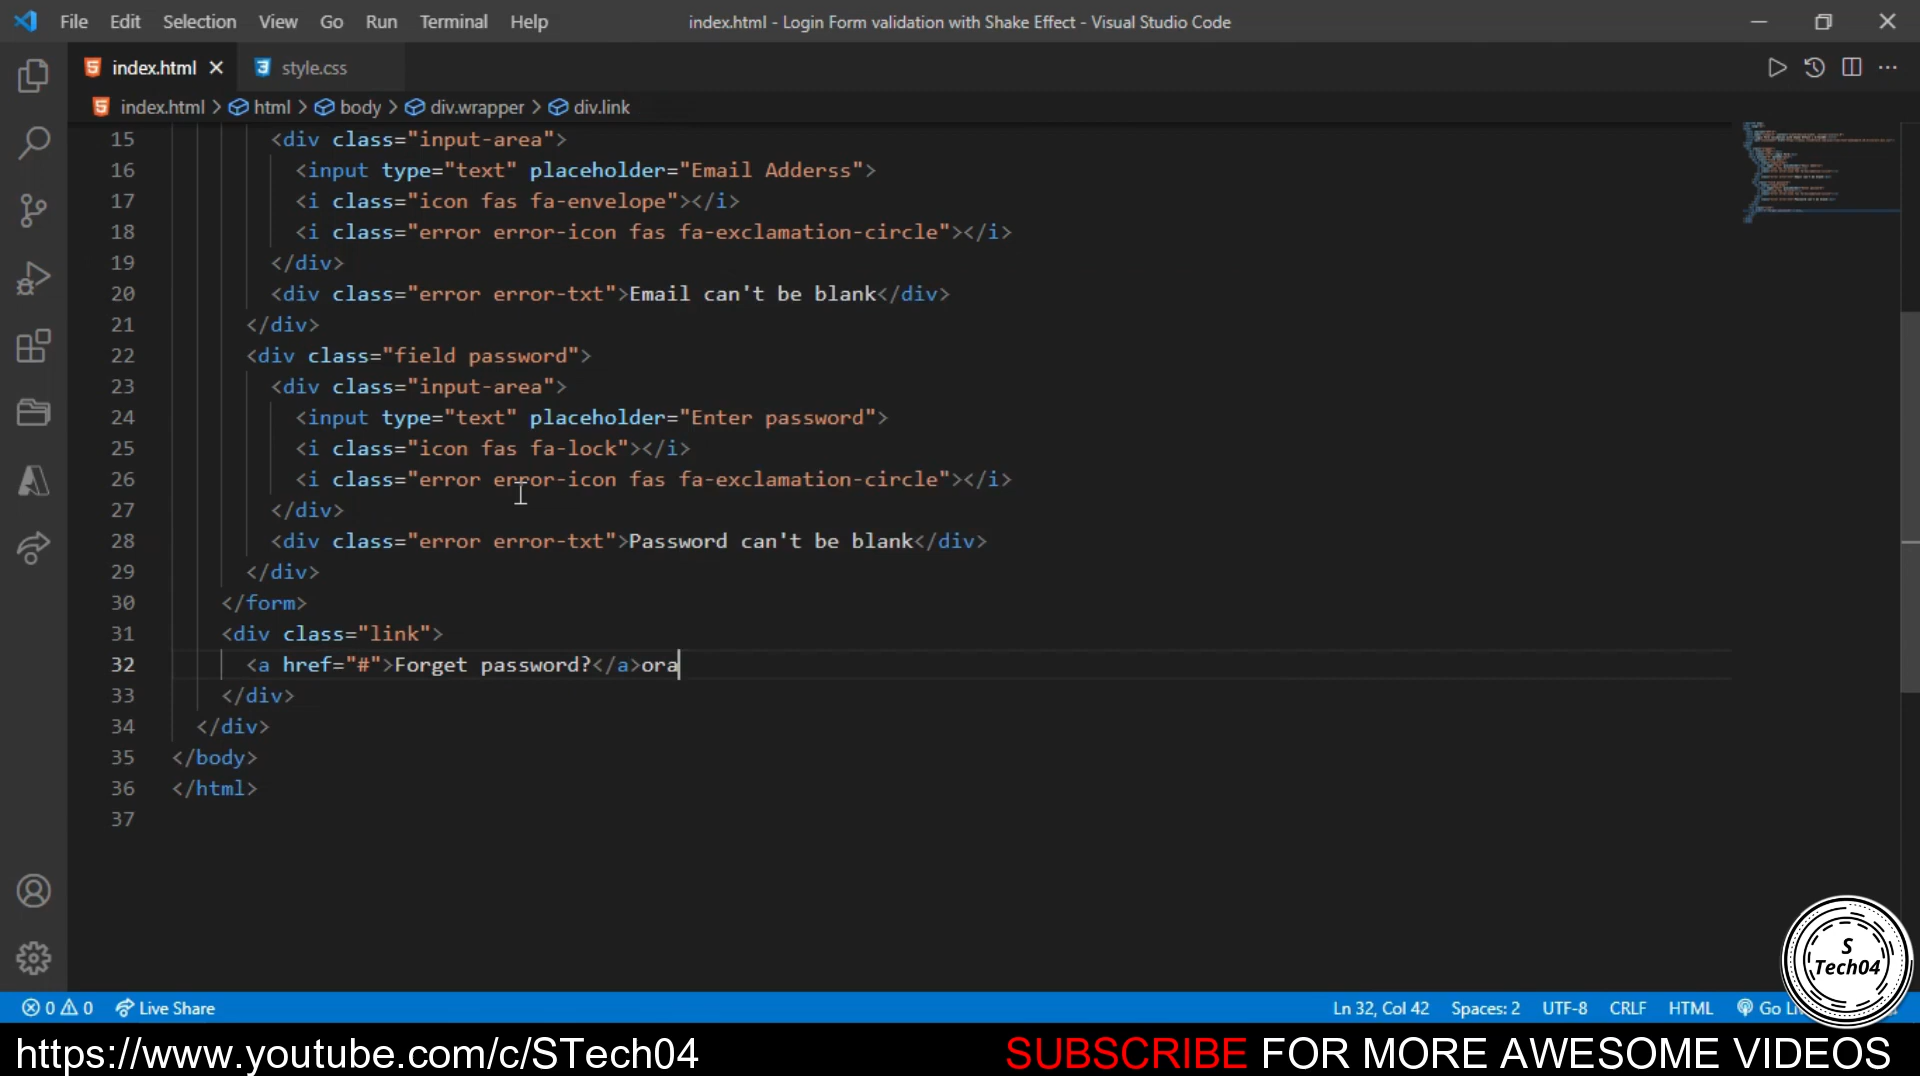 File Edit Selection View Go Run Terminal Help index.html - Login Form validation with Shake Effect - Visual Studio Code
index.html style.css
index.html > html > body > div.wrapper > div.link
15 <div class="input-area">
16 <input type="text" placeholder="Email Adderss">
17 <i class="icon fas fa-envelope"></i>
18 <i class="error error-icon fas fa-exclamation-circle"></i>
19 </div>
20 <div class="error error-txt">Email can't be blank</div>
21 </div>
22 <div class="field password">
23 <div class="input-area">
24 <input type="text" placeholder="Enter password">
25 <i class="icon fas fa-lock"></i>
26 <i class="error error-icon fas fa-exclamation-circle"></i>
27 </div>
28 <div class="error error-txt">Password can't be blank</div>
29 </div>
30 </form>
31 <div class="link">
32 <a href="#">Forget password?</a>ora
33 </div>
34 </div>
35 </body>
36 </html>
37
S
Tech04
0 0 Live Share Ln 32, Col 42 Spaces: 2 UTF-8 CRLF HTML Go
https://www.youtube.com/c/STech04 SUBSCRIBE FOR MORE AWESOME VIDEOS